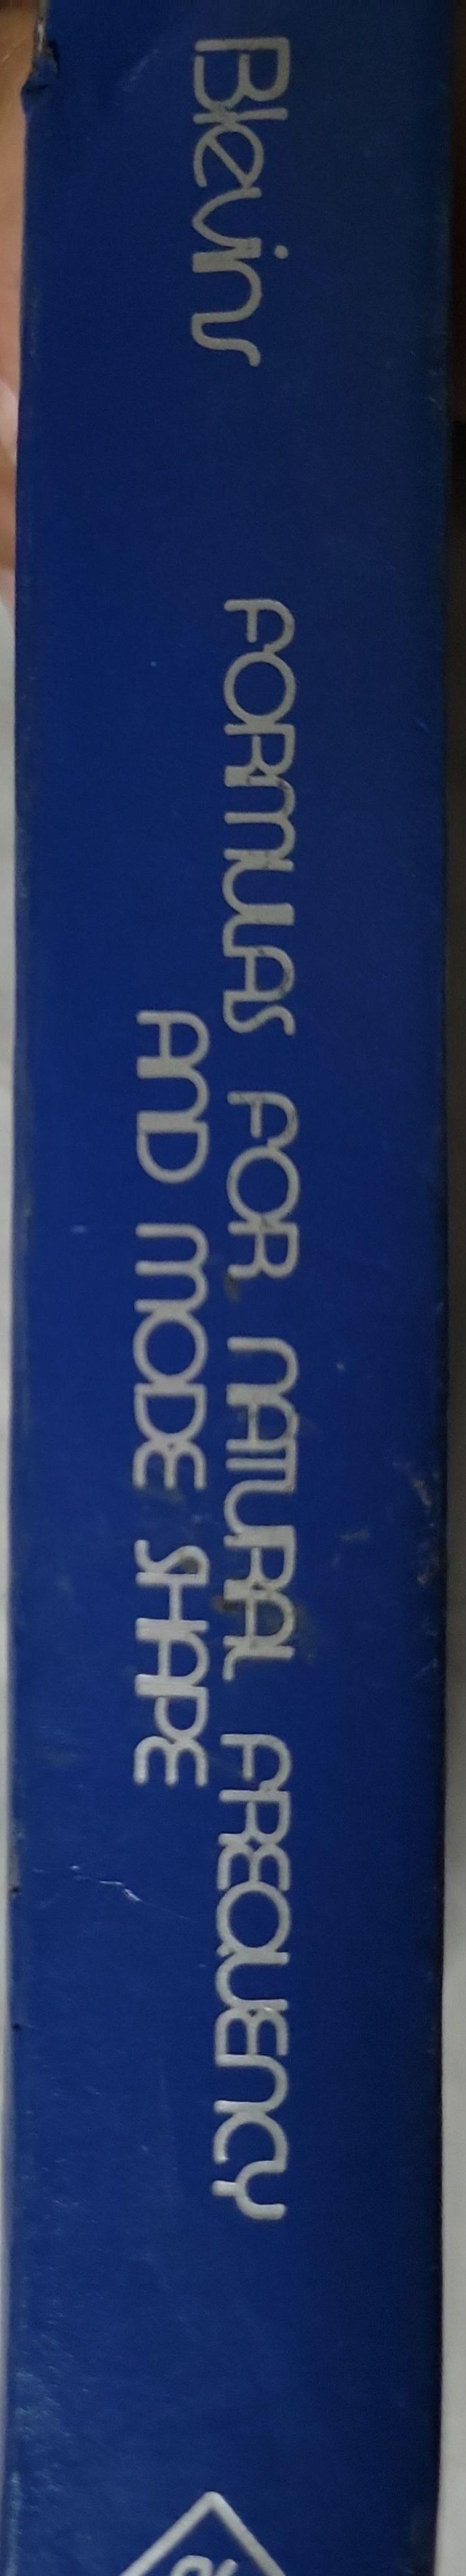 Blevins
FORMULAS FOR NATURAL FREQUENCY
AND MODE SHAPE